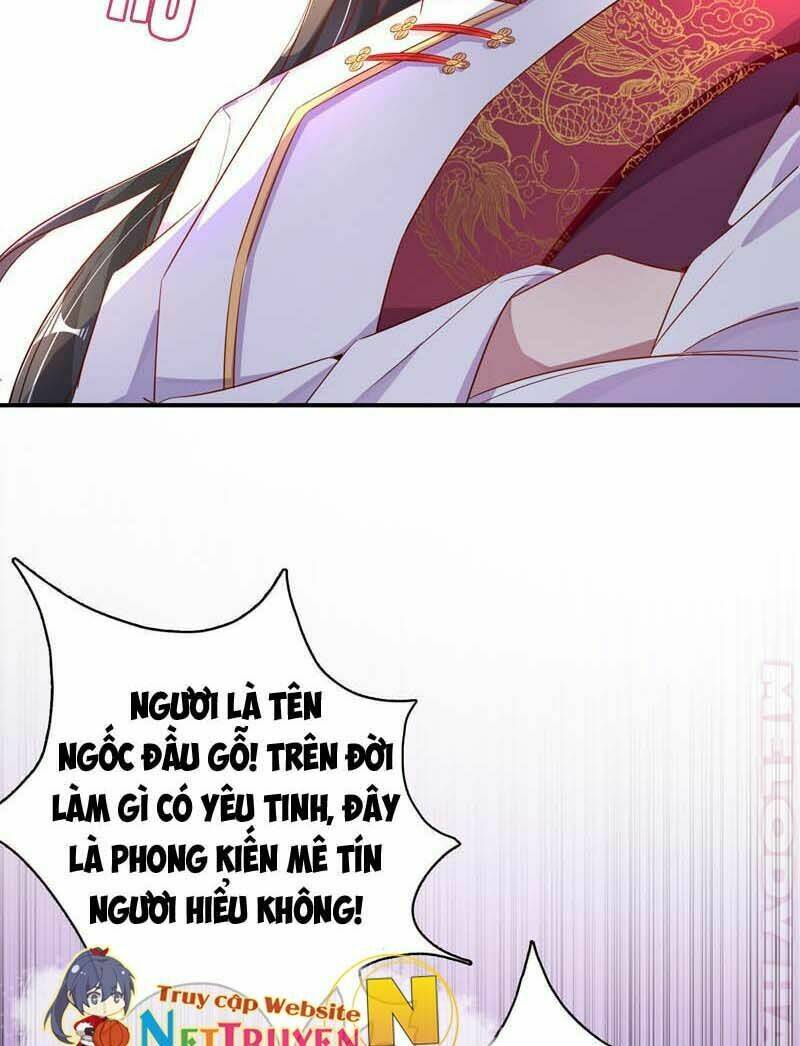 HU
NGƯƠI LÀ TÊN
NGỐC ĐẦU GỖ! TRÊN ĐỜI
LÀM GÌ CÓ YÊU TINH, ĐÂY
LÀ PHONG KIẾN MÊ TÍN
NGƯƠI HIỂU KHÔNG!
Truy cập Website
NETTRUYEN
N